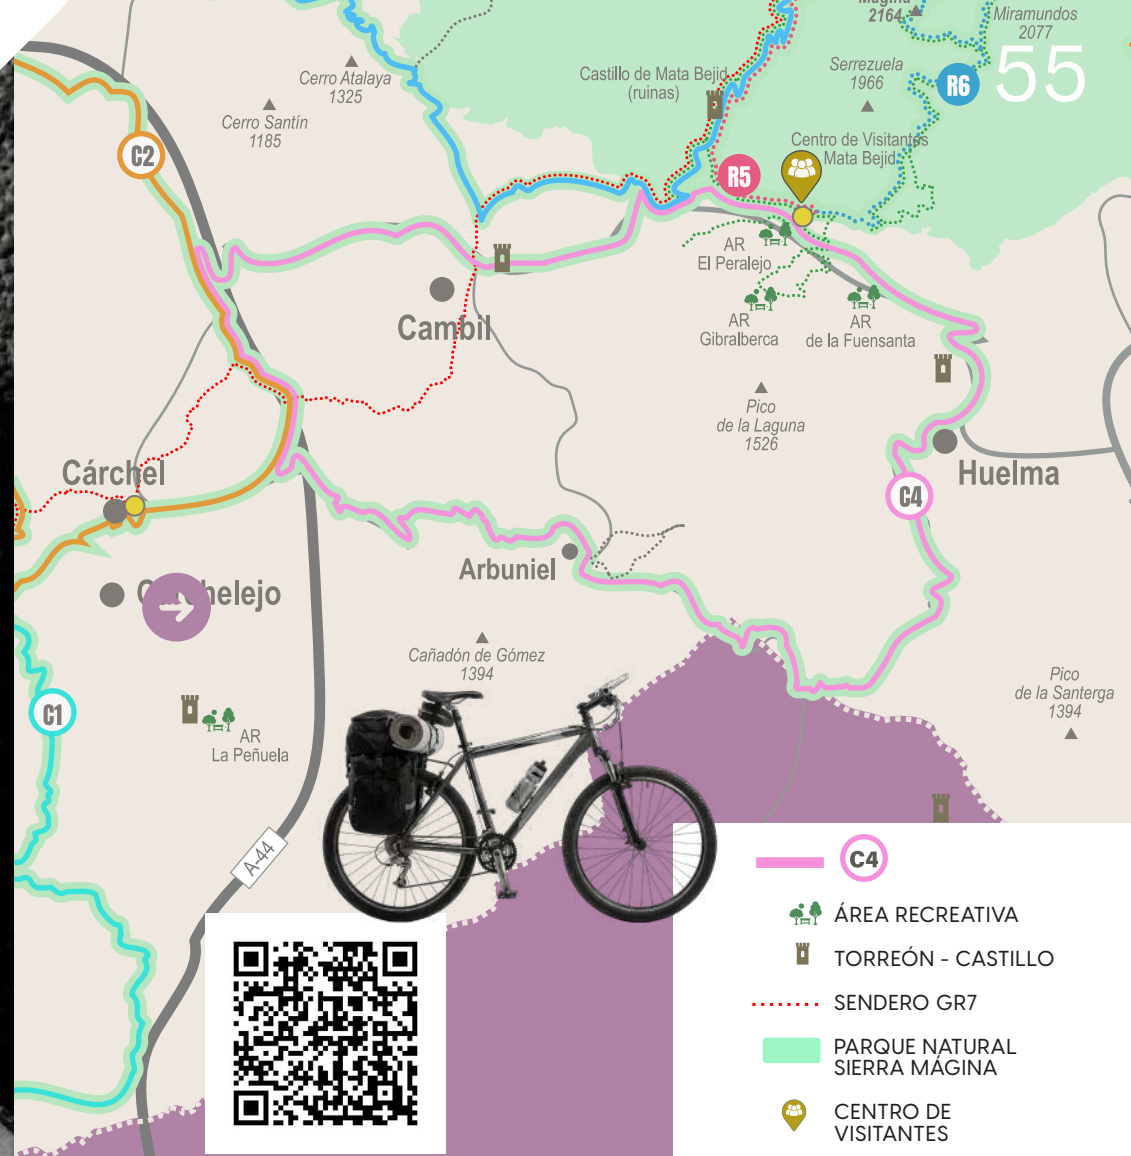 Mágina
2164
Miramundos
2077
55
Cerro Atalaya
1325
Castillo de Mata Bejid
(ruinas)
Serrezuela
1966
R6
Cerro Santín
1185
C2
Centro de Visitantes
Mata Bejid
R5
AR
El Peralejo
Cambil
AR
Gibralberca
AR
de la Fuensanta
Pico
de la Laguna
1526
Cárchel
Huelma
C4
Arbuniel
Cañadón de Gómez
1394
Pico
de la Santerga
1394
C1
AR
La Peñuela
A-44
C4
ÁREA RECREATIVA
TORREÓN - CASTILLO
SENDERO GR7
PARQUE NATURAL
SIERRA MÁGINA
CENTRO DE
VISITANTES